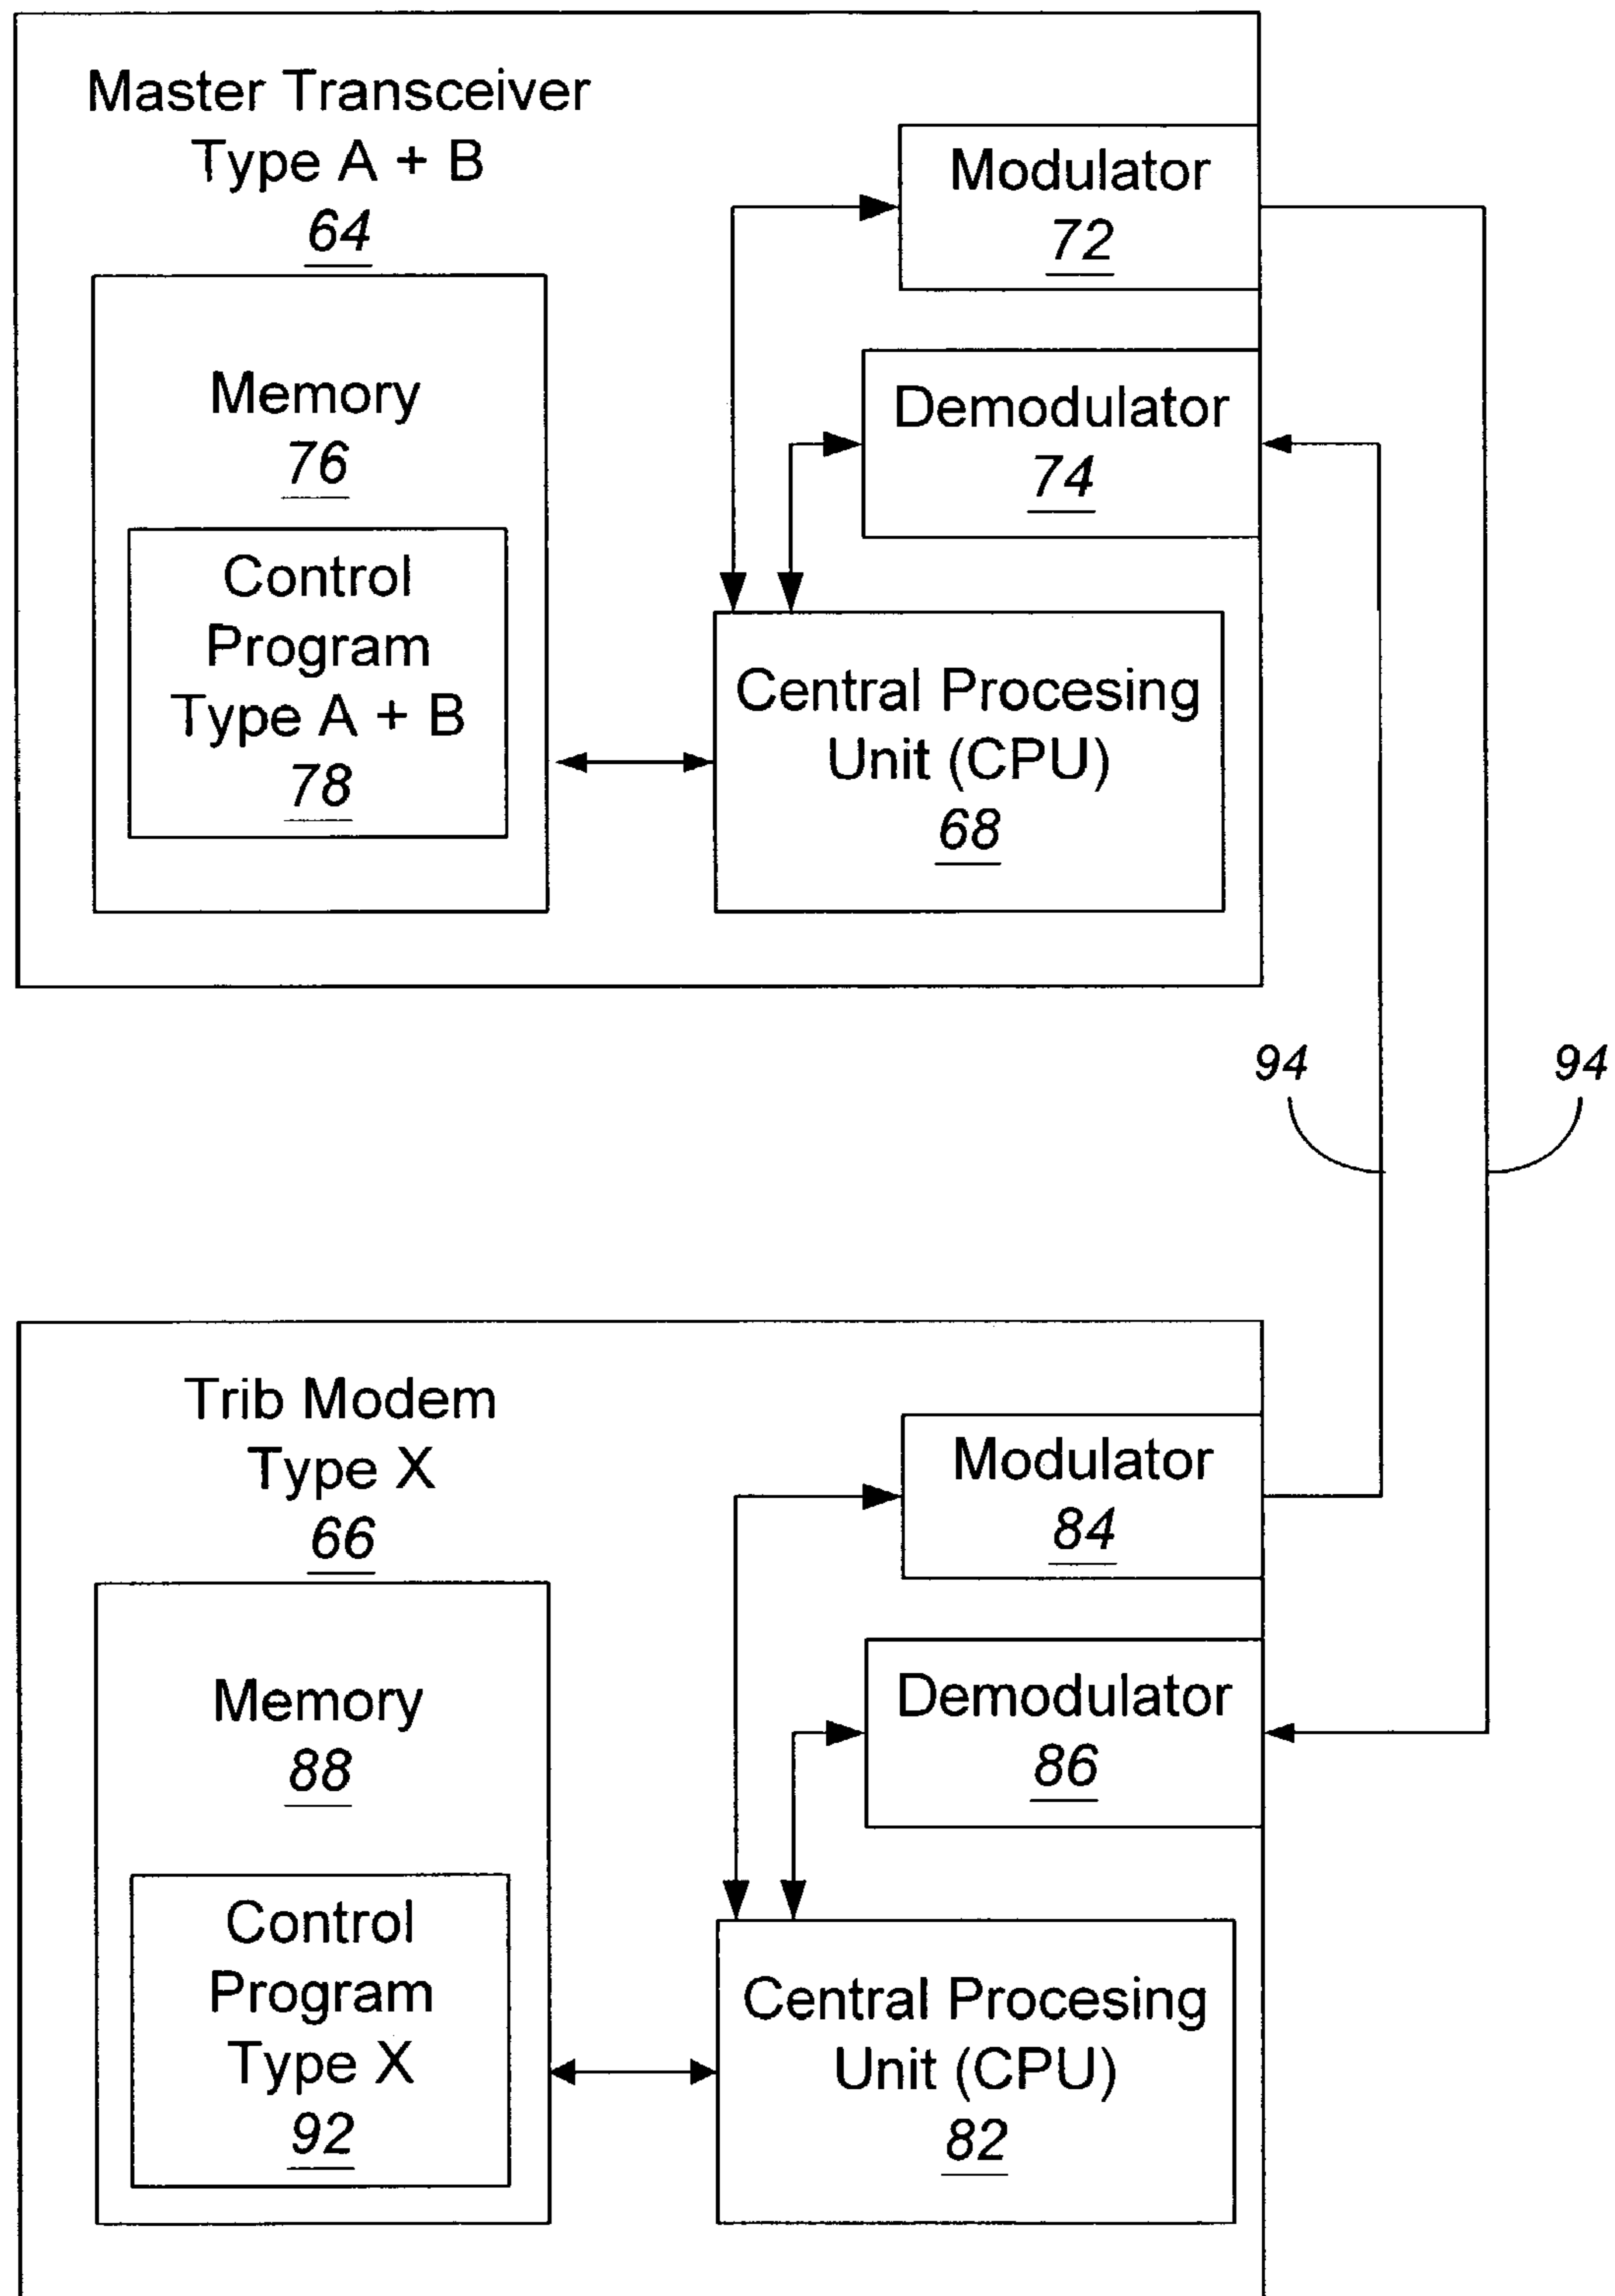 Master Transceiver
Type A + B
64
Modulator
72
Memory
76
Demodulator
74
Control
Program
Type A + B
78
Central Procesing
Unit (CPU)
68
94
94
Trib Modem
Type X
66
Modulator
84
Memory
88
Demodulator
86
Control
Program
Type X
92
Central Procesing
Unit (CPU)
82